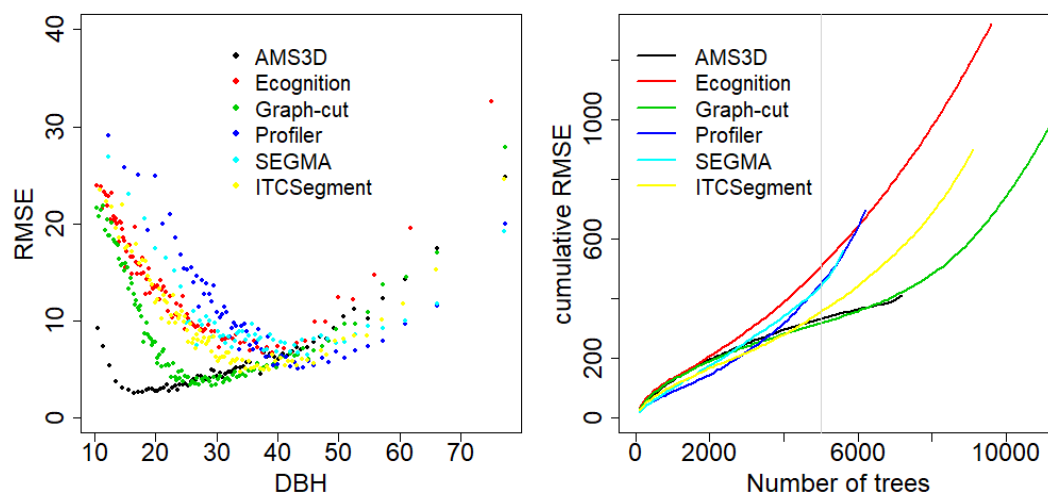 RMSE
40
30
20
10
0
AMS3D
Ecognition
Graph-cut
Profiler
SEGMA
ITCSegment
10 20 30 40 50 60 70
DBH
cumulative RMSE
1000
600
200
0
AMS3D
Ecognition
Graph-cut
Profiler
SEGMA
ITCSegment
0 2000 6000 10000
Number of trees